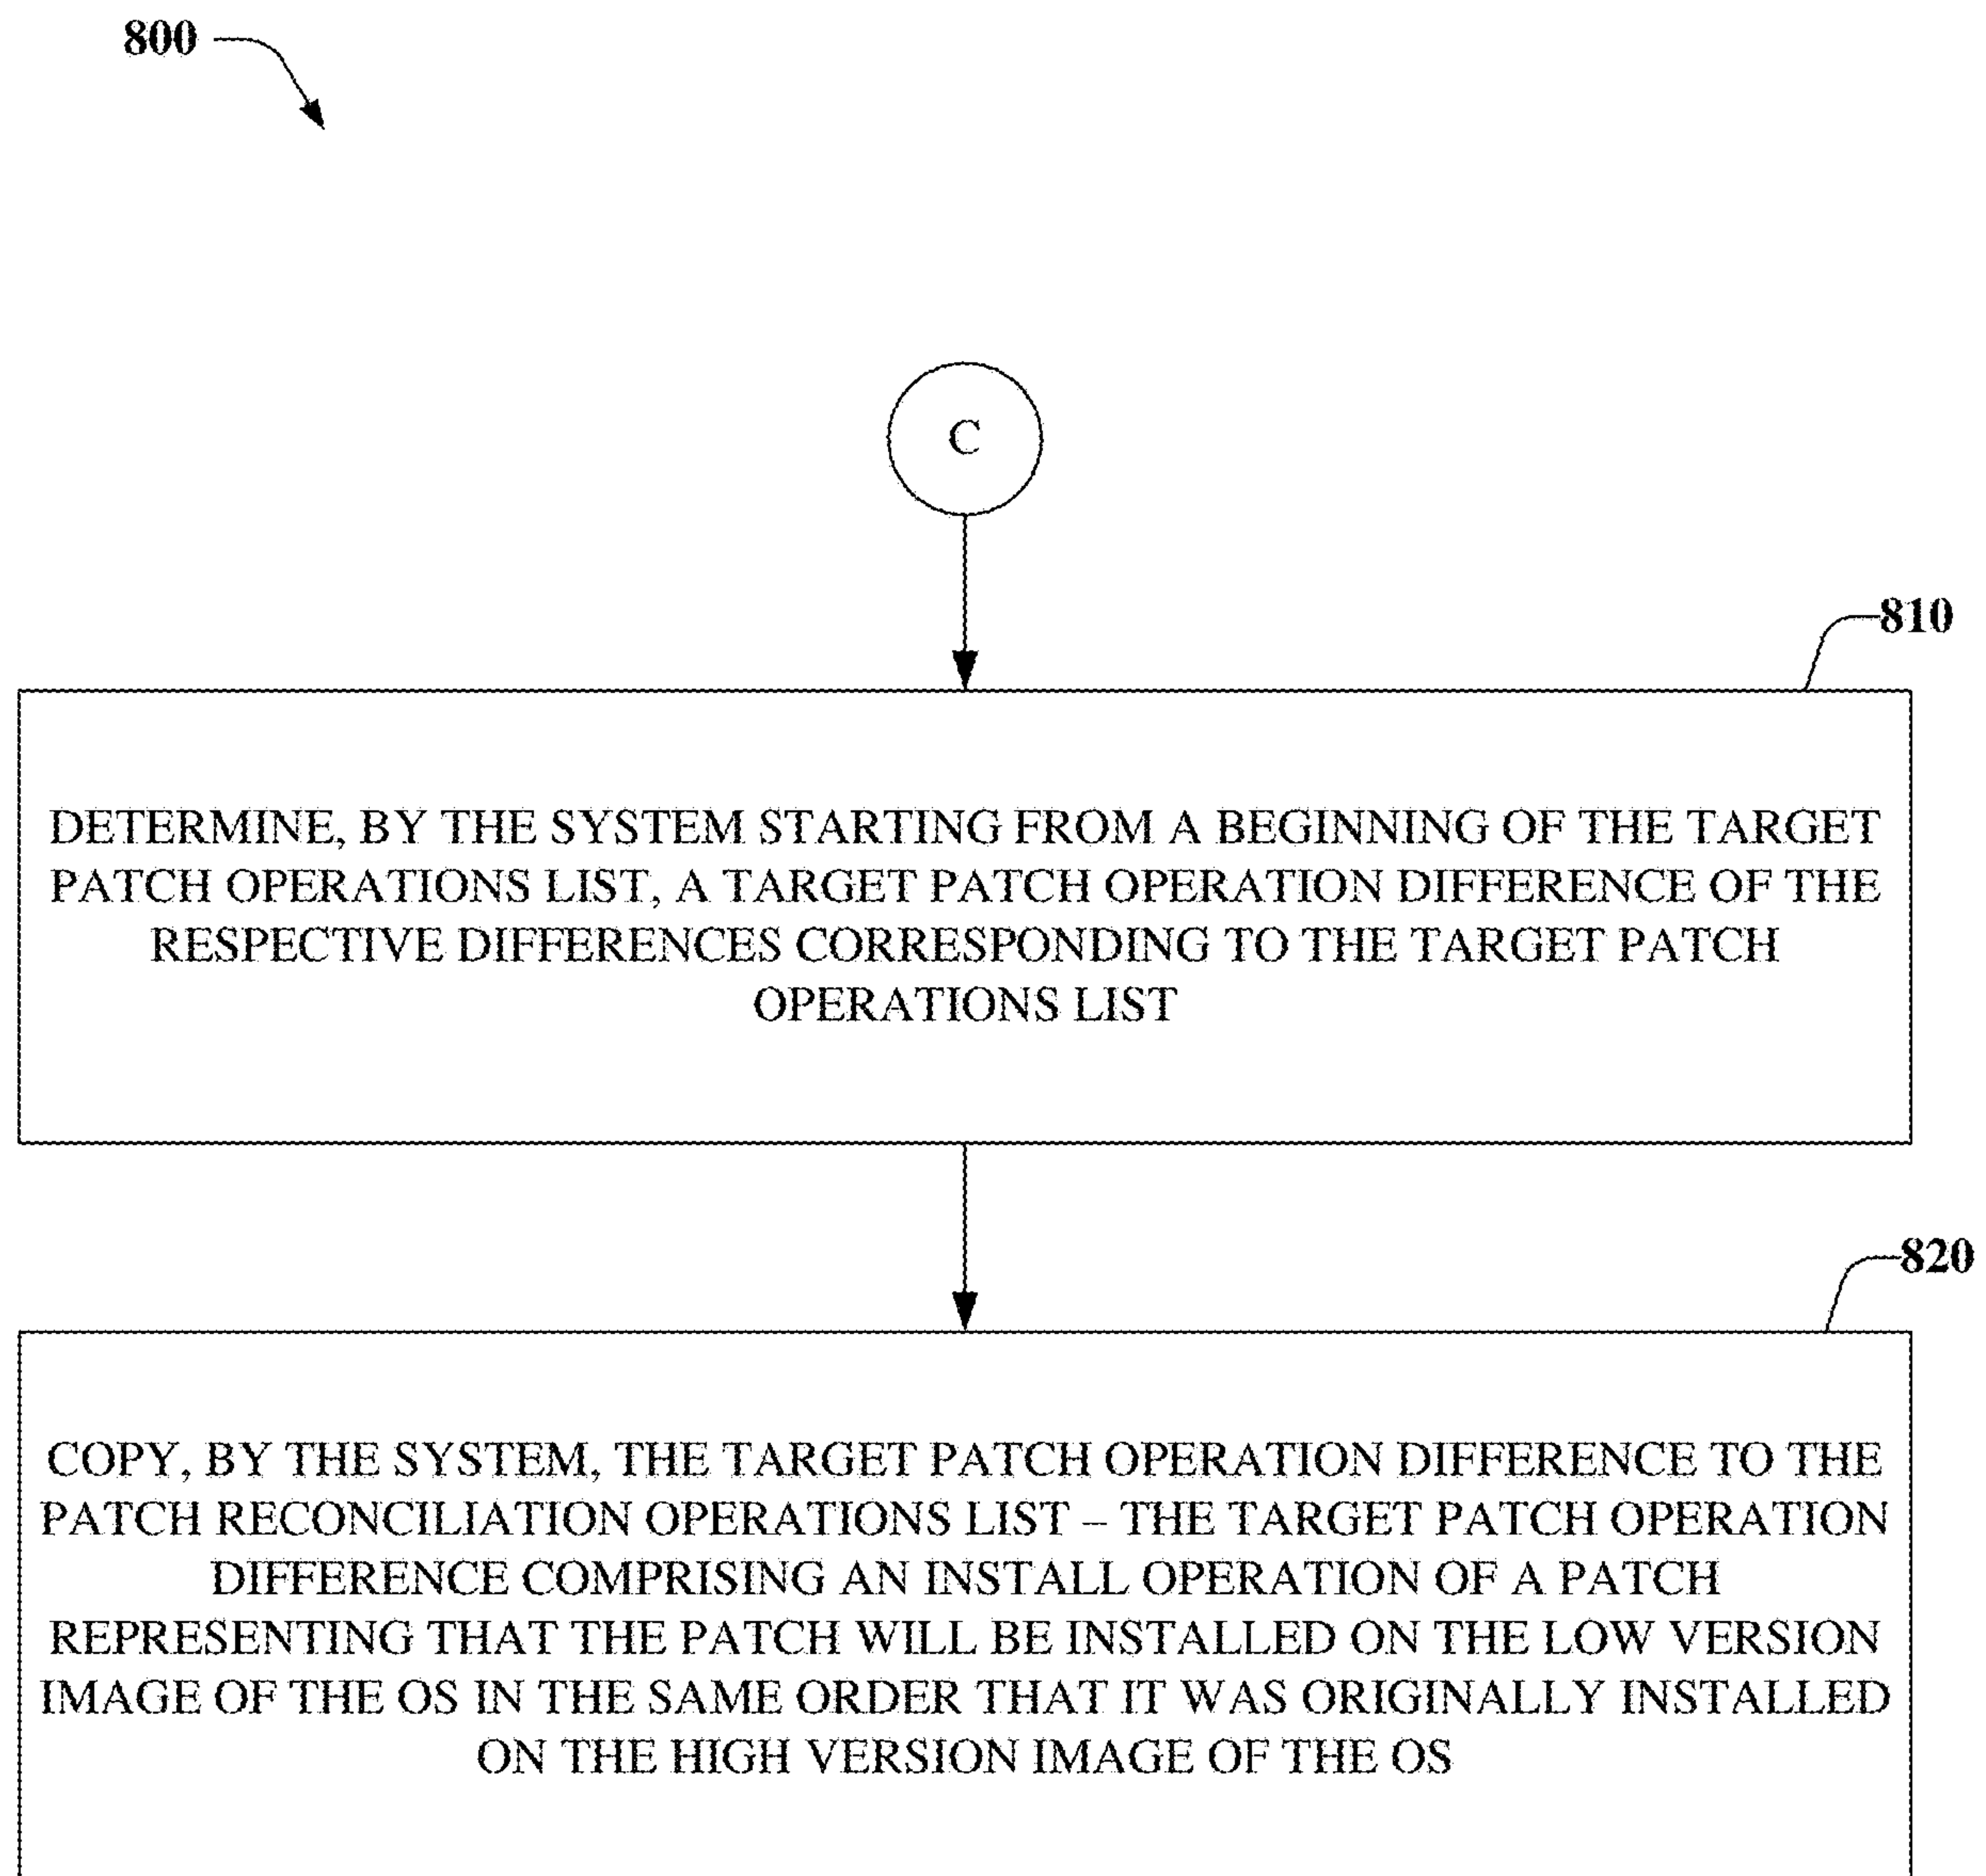 800
C
810
DETERMINE, BY THE SYSTEM STARTING FROM A BEGINNING OF THE TARGET
PATCH OPERATIONS LIST, A TARGET PATCH OPERATION DIFFERENCE OF THE
RESPECTIVE DIFFERENCES CORRESPONDING TO THE TARGET PATCH
OPERATIONS LIST
820
COPY, BY THE SYSTEM, THE TARGET PATCH OPERATION DIFFERENCE TO THE
PATCH RECONCILIATION OPERATIONS LIST – THE TARGET PATCH OPERATION
DIFFERENCE COMPRISING AN INSTALL OPERATION OF A PATCH
REPRESENTING THAT THE PATCH WILL BE INSTALLED ON THE LOW VERSION
IMAGE OF THE OS IN THE SAME ORDER THAT IT WAS ORIGINALLY INSTALLED
ON THE HIGH VERSION IMAGE OF THE OS